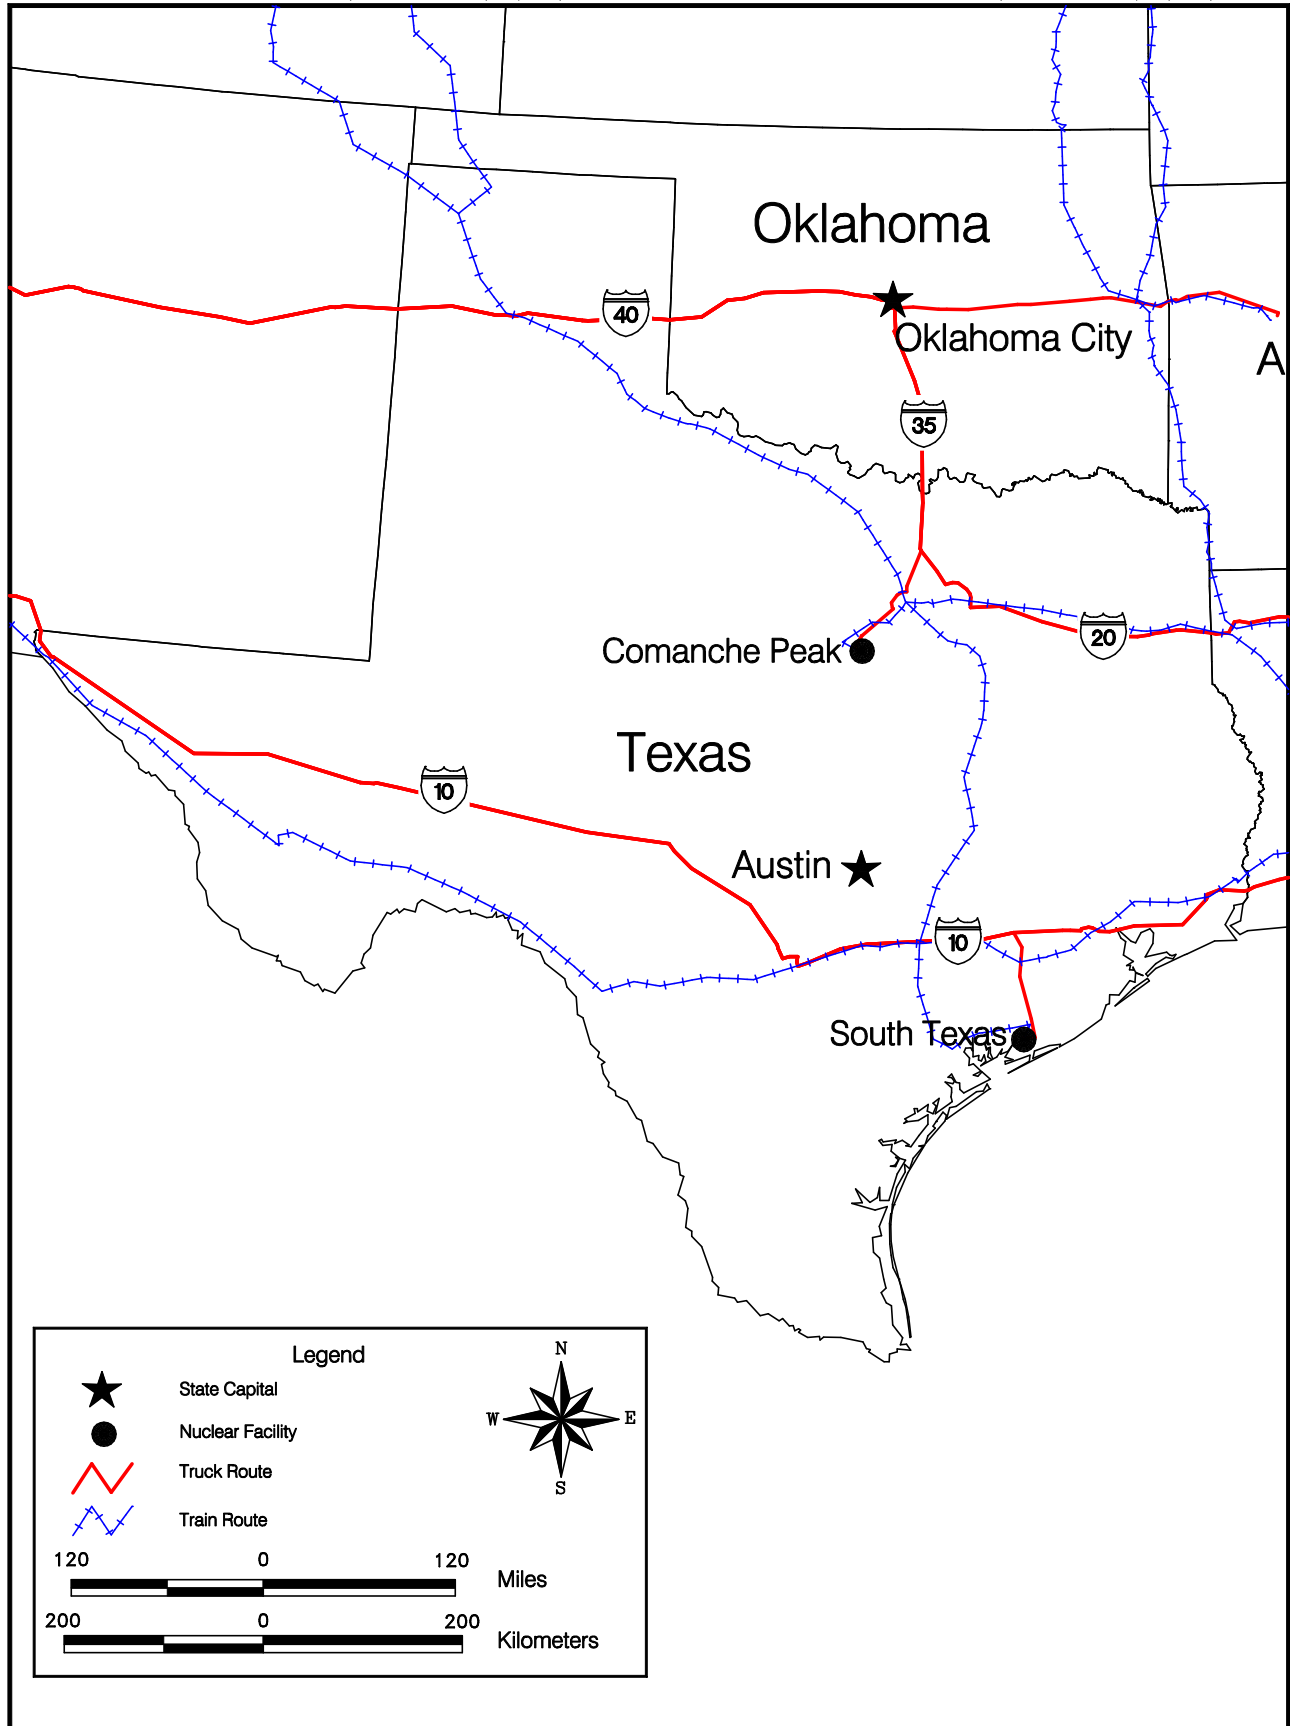 Oklahoma
40
Oklahoma City
A
35
Comanche Peak
20
Texas
10
Austin
10
South Texas
Legend
N
State Capital
W
E
Nuclear Facility
S
Truck Route
Train Route
120 0 120
Miles
200 0 200
Kilometers